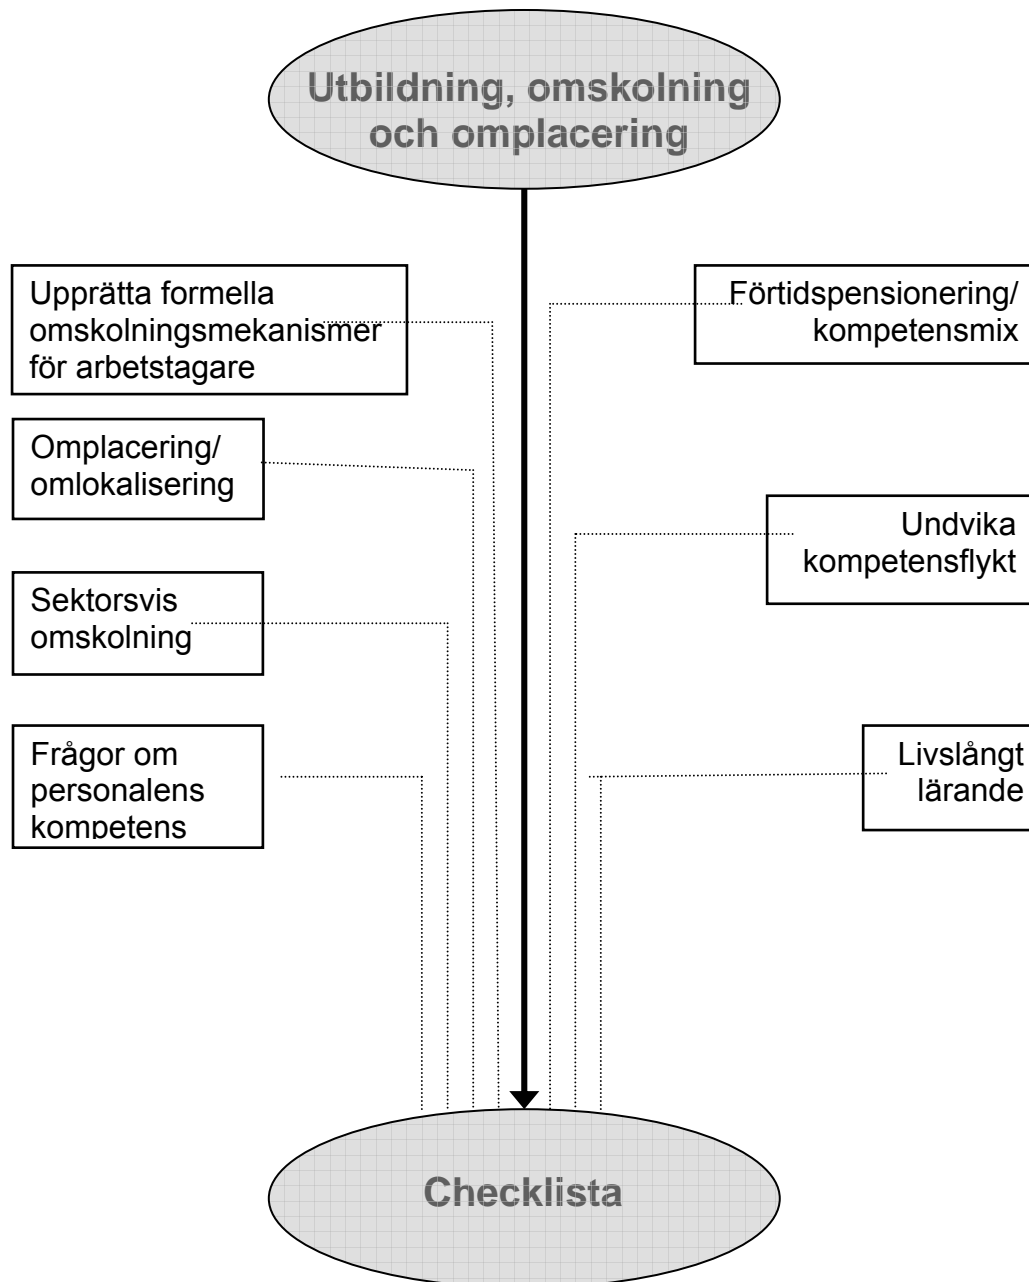 Utbildning, omskolning
och omplacering
Upprätta formella
omskolningsmekanismer
för arbetstagare
Förtidspensionering/
kompetensmix
Omplacering/
omlokalisering
Undvika
kompetensflykt
Sektorsvis
omskolning
Frågor om
personalens
kompetens
Livslångt
lärande
Checklista